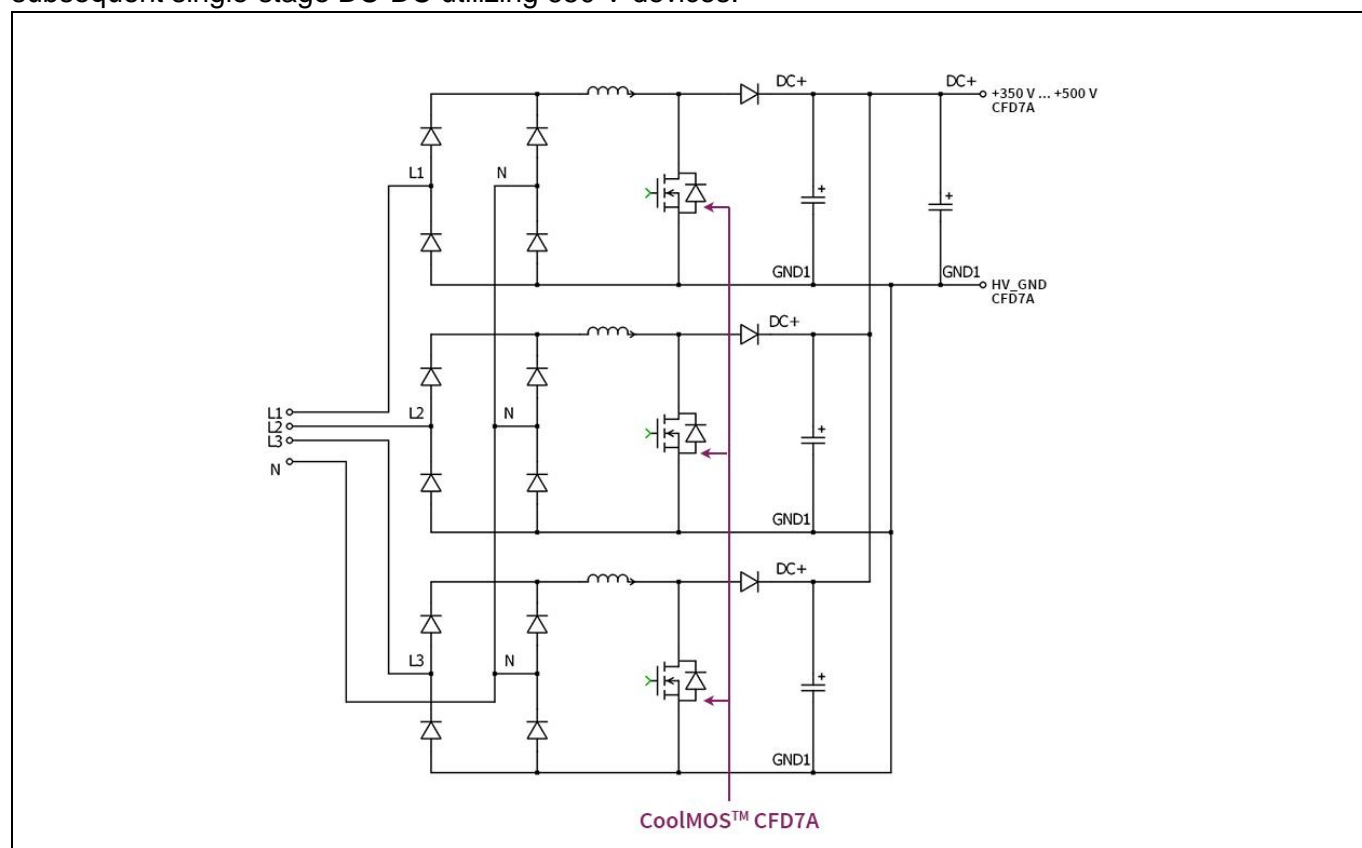 subsequent single-stage DC-DC utilizing 650 V devices.
DC+
DC+
+350 V ... +500 V
CFD7A
L1
N
GND1
GND1
HV_GND
CFD7A
DC+
L1
L2
L3
N
L2
N
GND1
DC+
L3
N
GND1
CoolMOS™ CFD7A